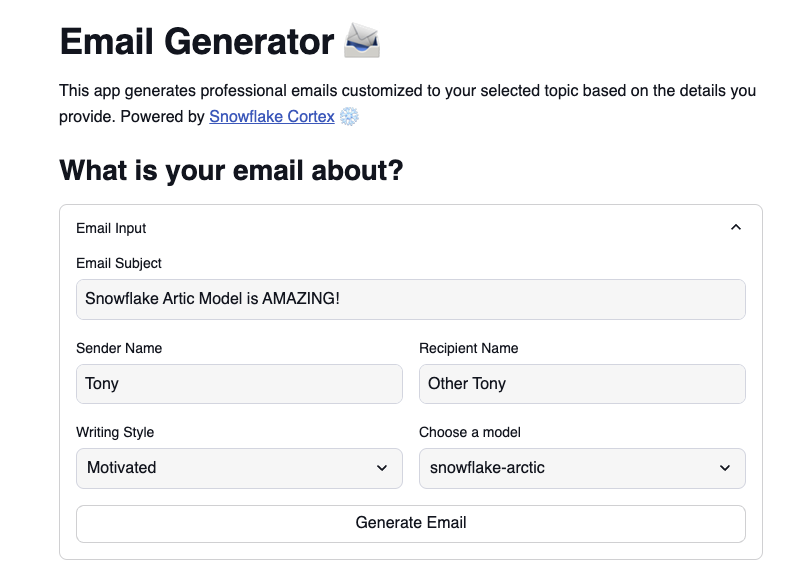 Email Generator 📨
This app generates professional emails customized to your selected topic based on the details you
provide. Powered by Snowflake Cortex ❄️
What is your email about?
Email Input
Email Subject
Snowflake Artic Model is AMAZING!
Sender Name
Recipient Name
Tony
Other Tony
Writing Style
Choose a model
Motivated
snowflake-arctic
Generate Email